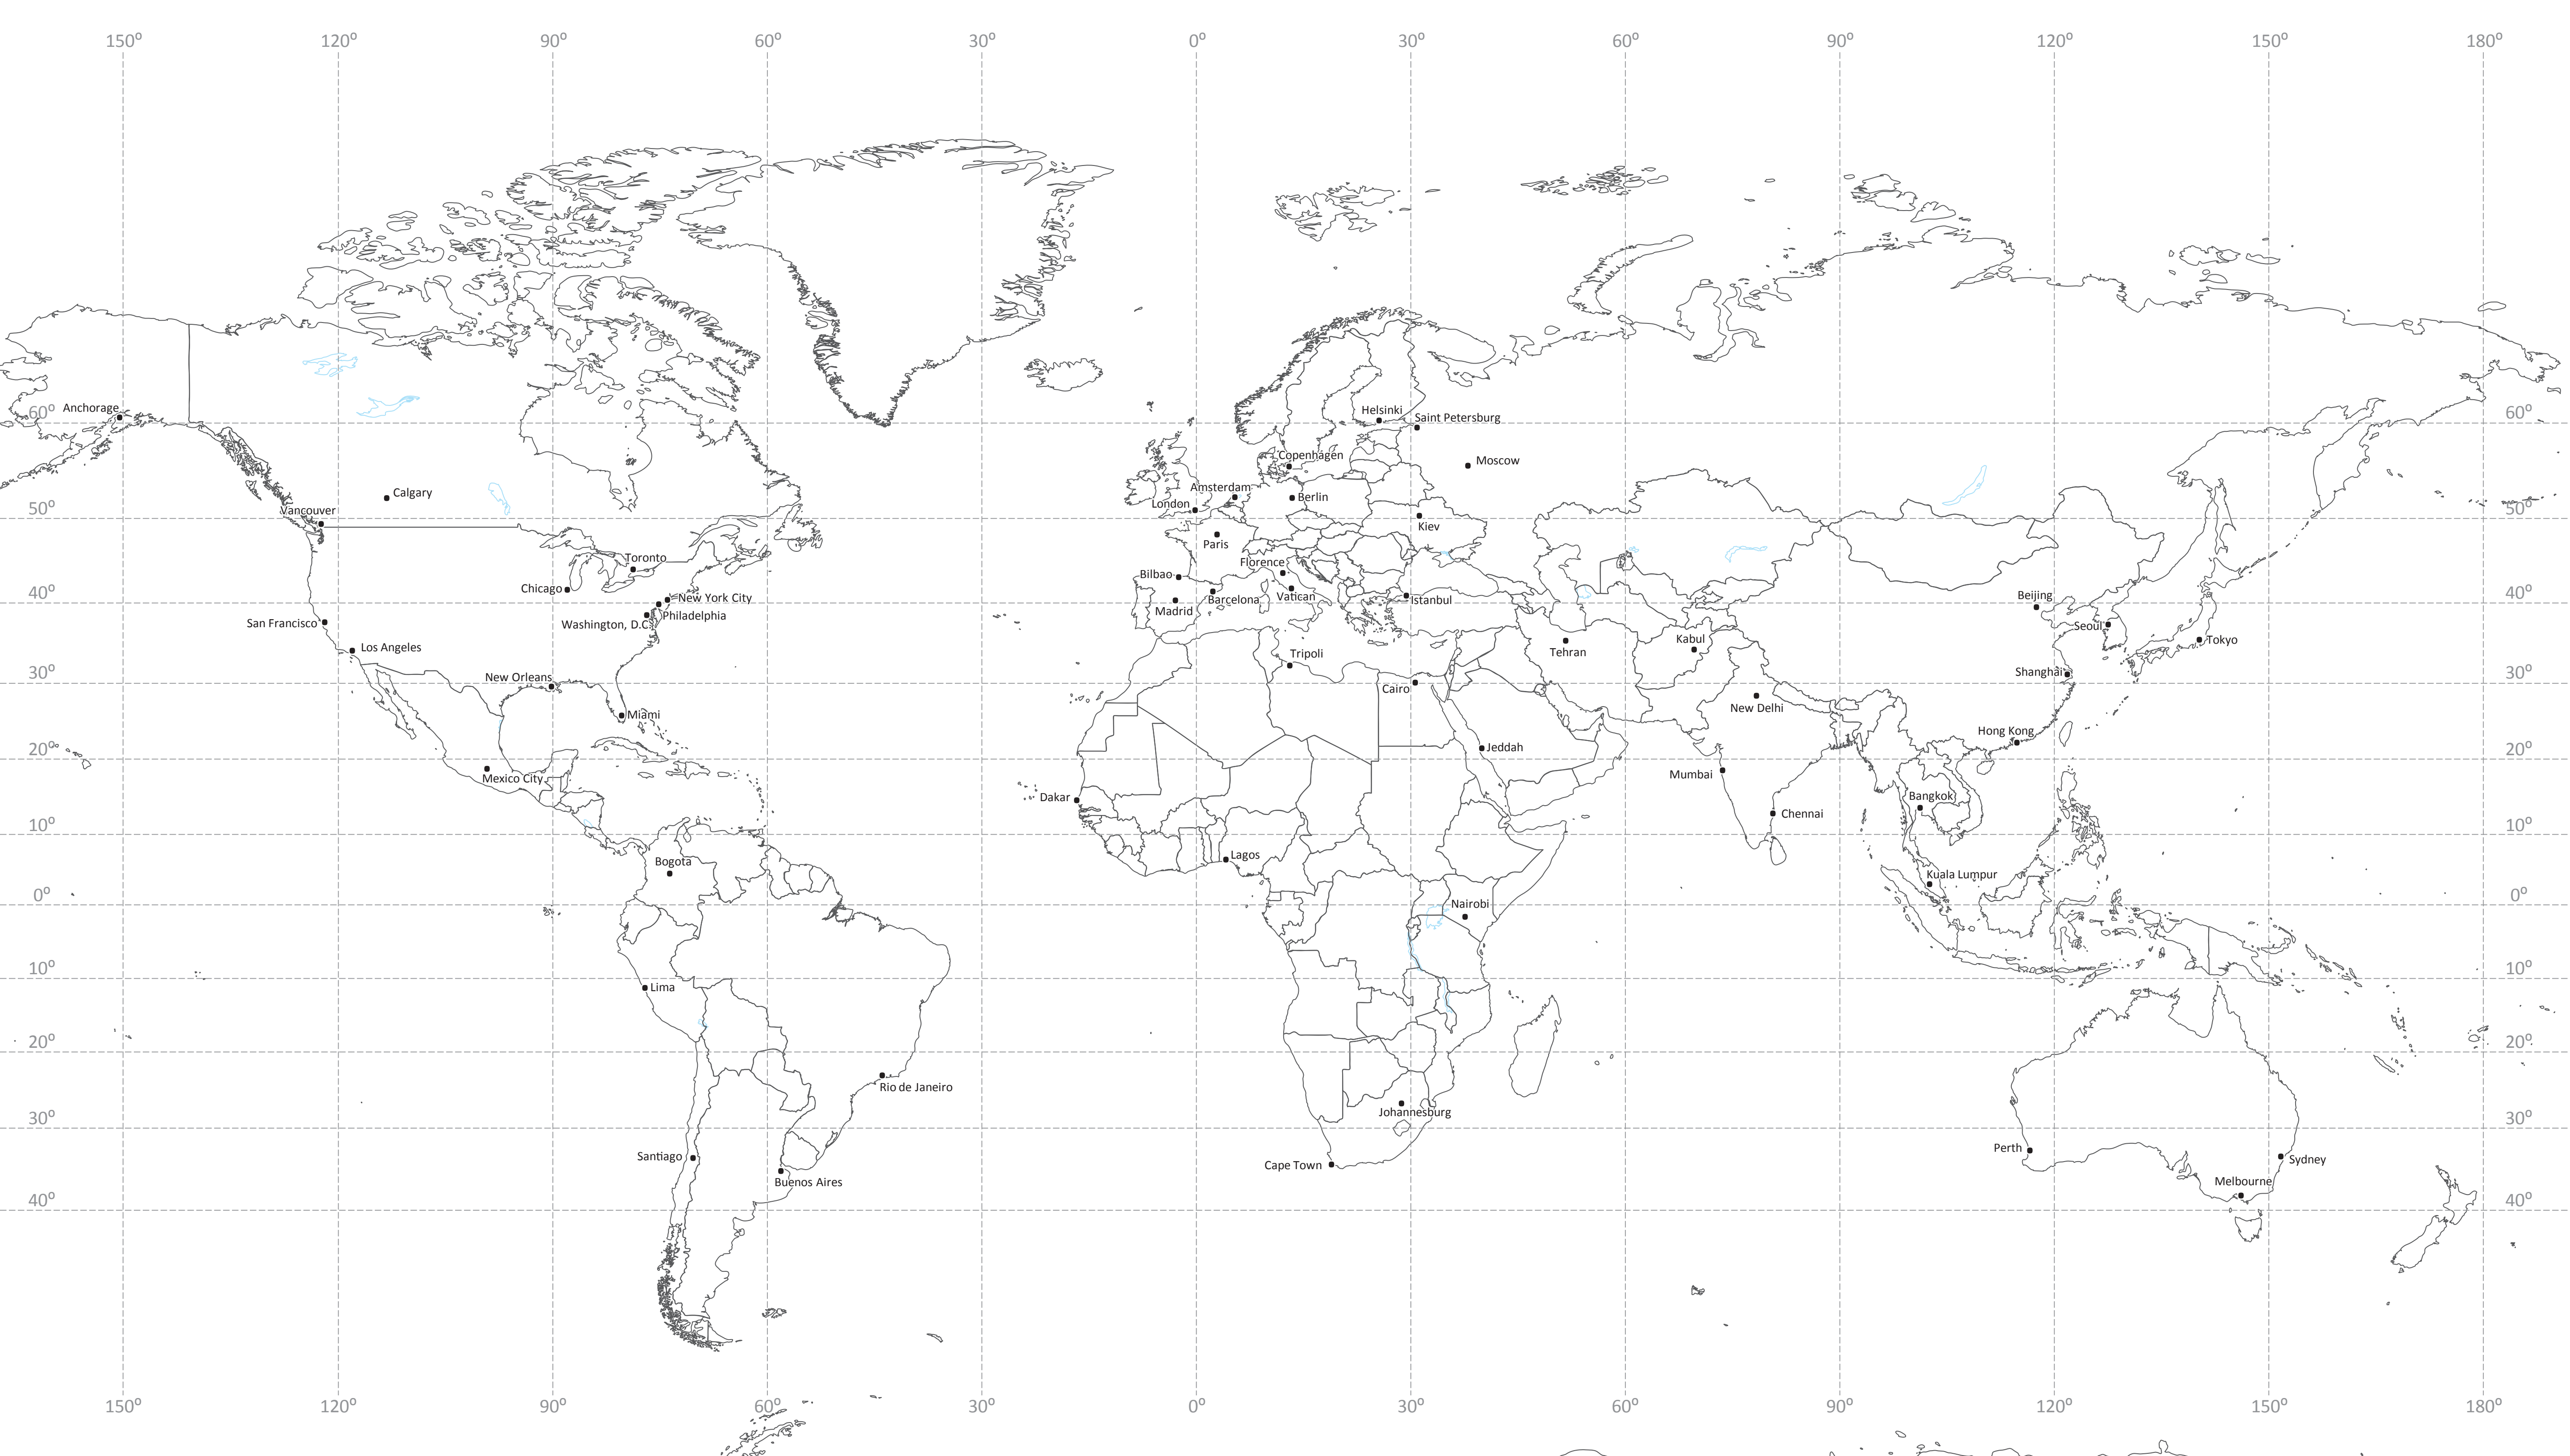 150º 120º 90º 60º 30º 0º 30º 60º 90º 120º 150º 180º
Anchorage
60º
Helsinki
Saint Petersburg
60º
Copenhagen
Moscow
Calgary
Amsterdam
Berlin
London
Vancouver
50º
Kiev
50º
Paris
Toronto
Florence
Bilbao
Chicago
40º
New York City
Vatican
Barcelona
Istanbul
Beijing
40º
Madrid
Philadelphia
San Francisco
Washington, D.C.
Seoul
Kabul
Tokyo
Los Angeles
Tripoli
Tehran
30º
New Orleans
Cairo
Shanghai
30º
New Delhi
Miami
Hong Kong
20º
Jeddah
20º
Mexico City
Mumbai
Dakar
Bangkok
Chennai
10º
10º
Lagos
Bogota
Kuala Lumpur
0º
Nairobi
0º
10º
10º
Lima
20º
20º
Rio de Janeiro
Johannesburg
30º
30º
Santiago
Perth
Cape Town
Sydney
Buenos Aires
Melbourne
40º
40º
150º 120º 90º 60º 30º 0º 30º 60º 90º 120º 150º 180º